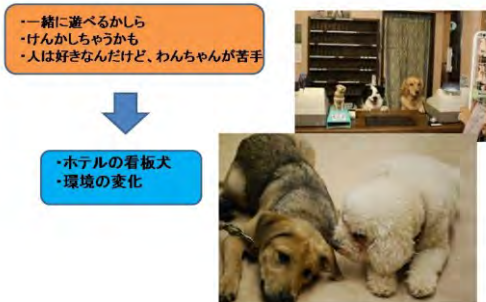 ・一緒に遊べるかしら
・けんかしちゃうかも
・人は好きなんだけど、わんちゃんが苦手
・ホテルの看板犬
・環境の変化